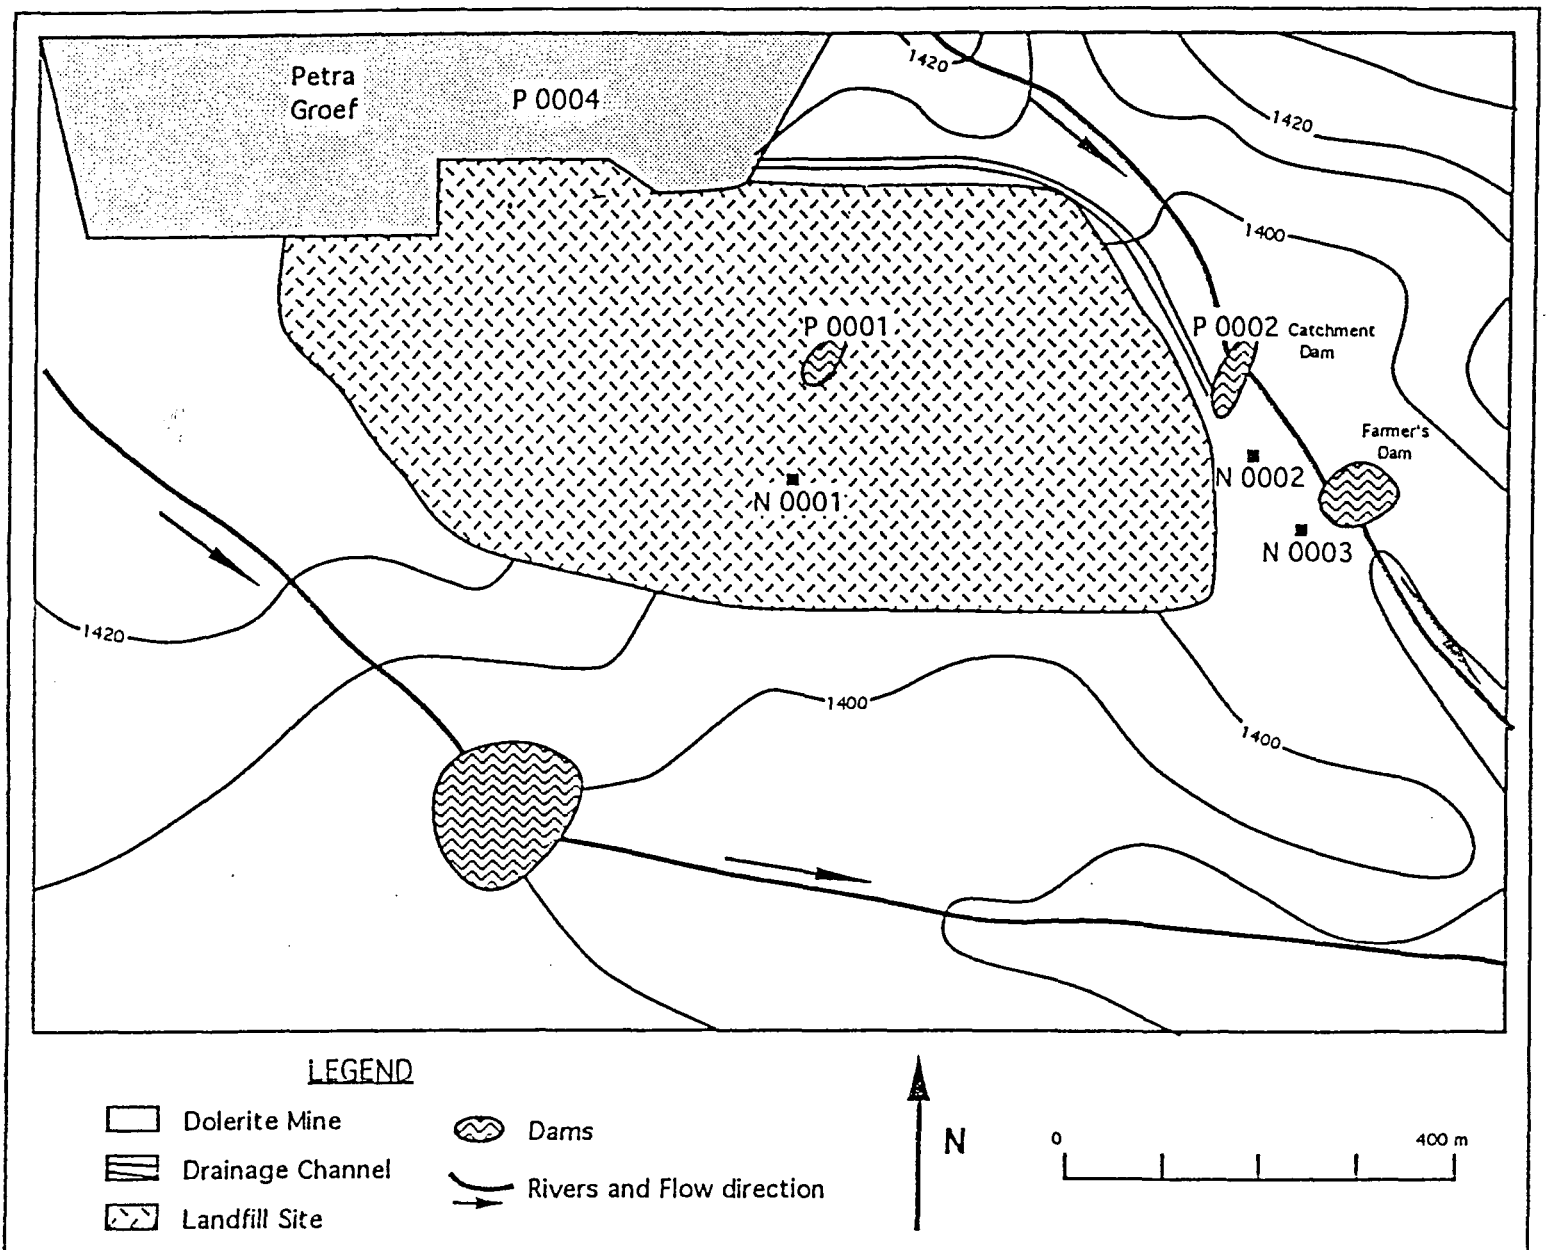 Petra
Groef
P 0004
1420
1420
1400
P 0001
P 0002
Catchment
Dam
Farmer's
Dam
N 0002
N 0001
N 0003
1420
1400
1400
LEGEND
Dolerite Mine
Drainage Channel
Landfill Site
Dams
Rivers and Flow direction
N
0
400 m